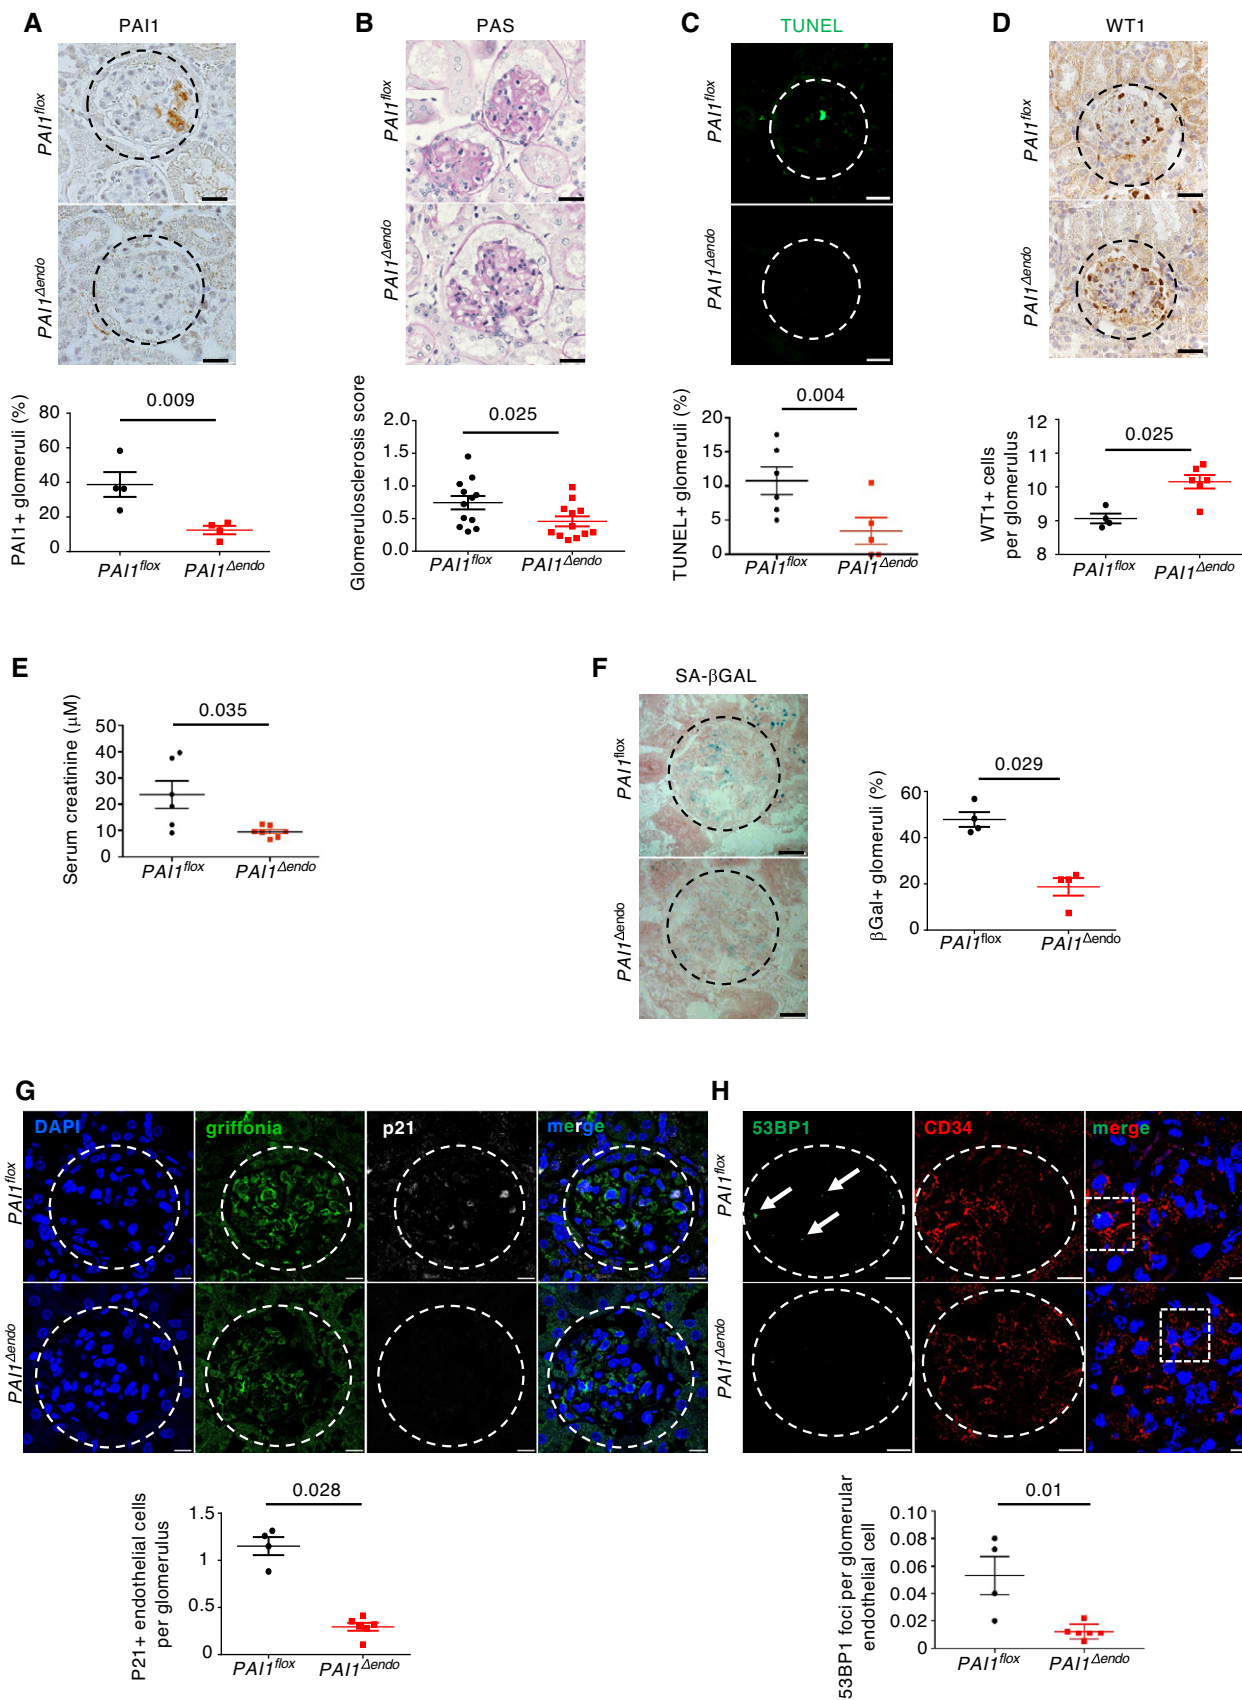 A
PAI1
PAI1flox
PAI1Δendo
PAI1+ glomeruli (%)
0.009
80
60
40
20
0
PAI1flox
PAI1Δendo
B
PAS
PAI1flox
PAI1Δendo
Glomerulosclerosis score
0.025
2.0
1.5
1.0
0.5
0.0
PAI1flox
PAI1Δendo
C
TUNEL
PAI1flox
PAI1Δendo
TUNEL+ glomeruli (%)
0.004
20
15
10
5
0
PAI1flox
PAI1Δendo
D
WT1
PAI1flox
PAI1Δendo
WT1+ cells
per glomerulus
0.025
12
11
10
9
8
PAI1flox
PAI1Δendo
E
Serum creatinine (μM)
0.035
50
40
30
20
10
0
PAI1flox
PAI1Δendo
F
SA-βGAL
PAI1flox
PAI1Δendo
βGal+ glomeruli (%)
0.029
60
40
20
0
PAI1flox
PAI1Δendo
G
DAPI
griffonia
p21
merge
PAI1flox
PAI1Δendo
P21+ endothelial cells
per glomerulus
0.028
1.5
1
0.5
0
PAI1flox
PAI1Δendo
H
53BP1
CD34
merge
PAI1flox
PAI1Δendo
53BP1 foci per glomerular
endothelial cell
0.01
0.10
0.08
0.06
0.04
0.02
0
PAI1flox
PAI1Δendo